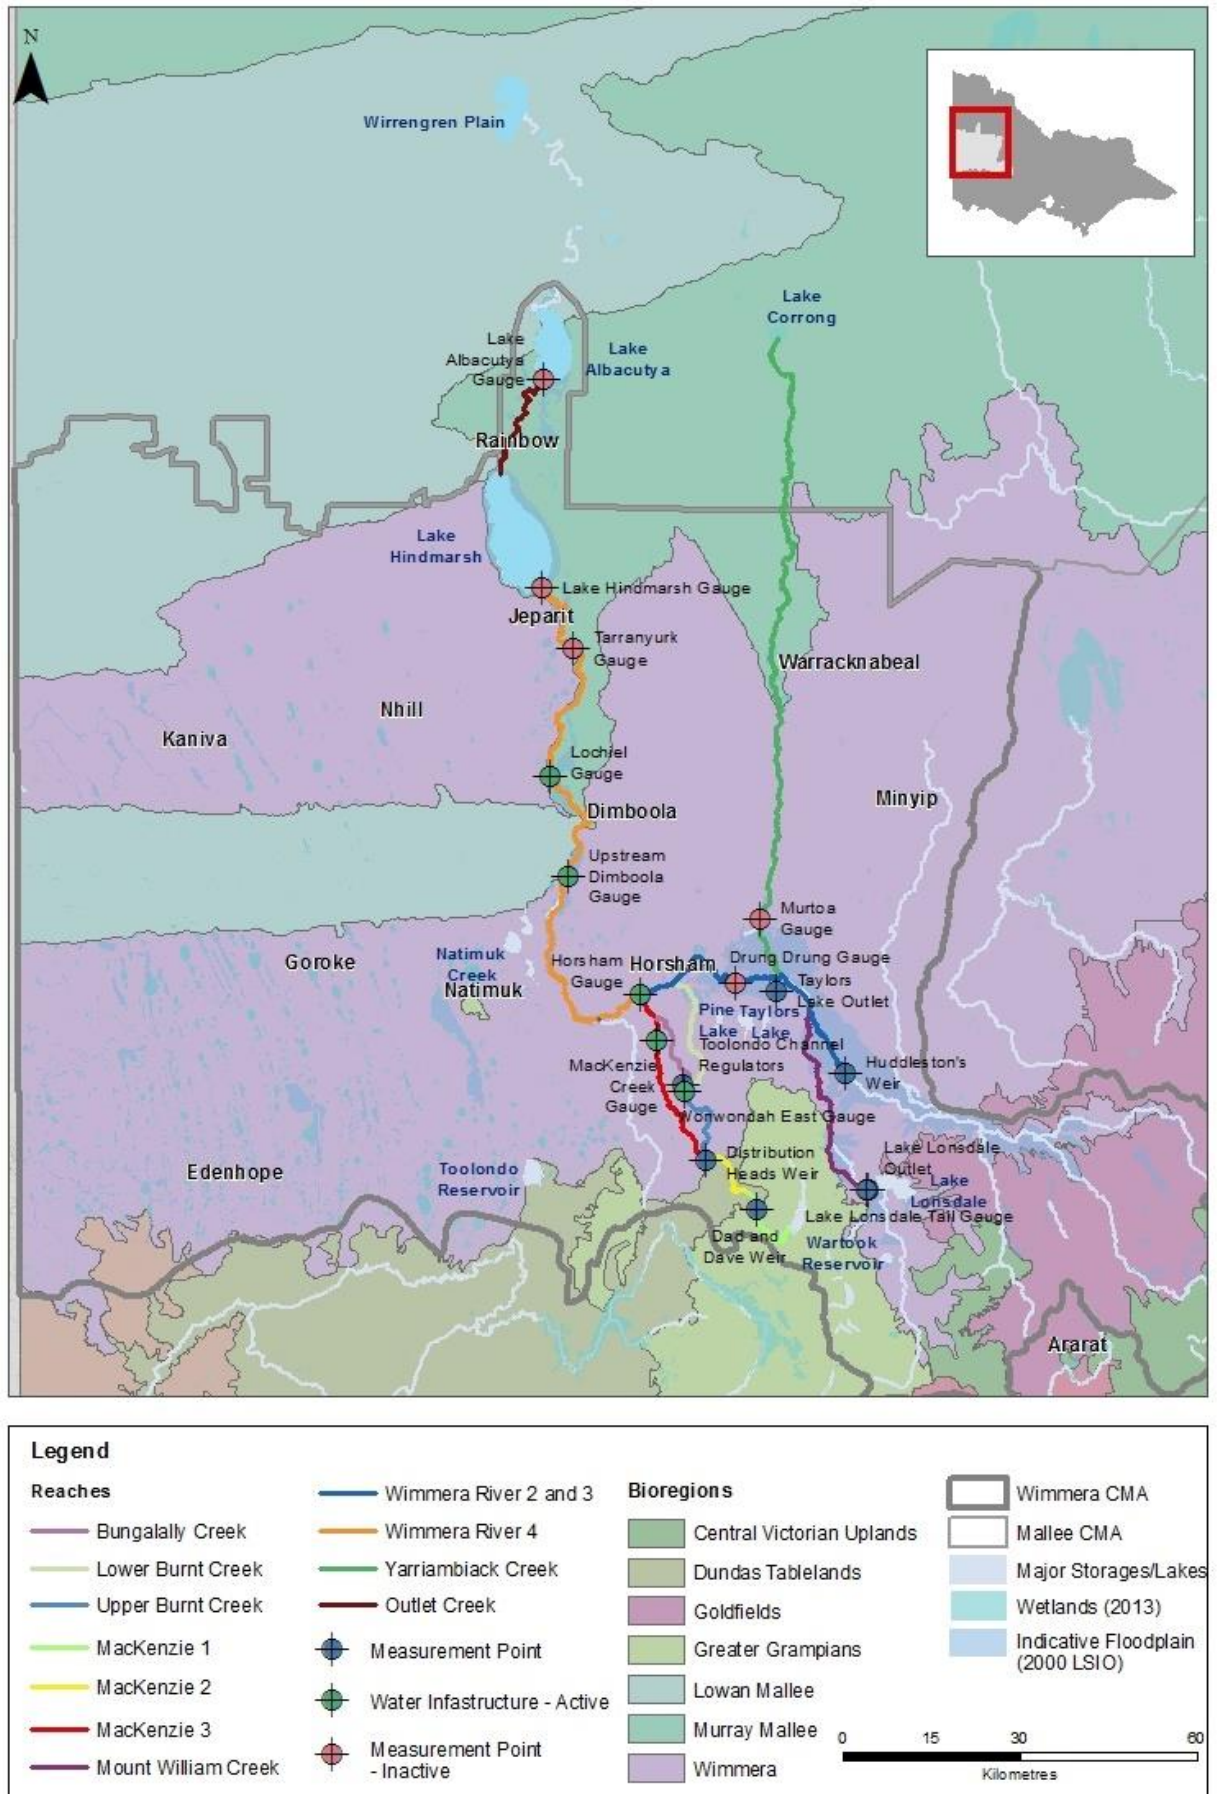 N
Wirrengren Plain
Lake
Corrong
Lake
Albacutya
Gauge
Lake
Albacutya
Rainbow
Lake
Hindmarsh
Lake Hindmarsh Gauge
Jeparit
Tarranyurk
Gauge
Warracknabeal
Nhill
Kaniva
Lochiel
Gauge
Minyip
Dimboola
Upstream
Dimboola
Gauge
Murtoa
Gauge
Natimuk
Creek
Natimuk
Goroke
Horsham
Gauge
Horsham
Drung Drung Gauge
Taylors
Lake Outlet
Pine
Lake
Taylors
Lake
Toolondo Channel
Regulators
MacKenzie
Creek
Gauge
Huddleston's
Weir
Wonwondah East Gauge
Edenhope
Toolondo
Reservoir
Distribution
Heads Weir
Lake Lonsdale
Outlet
Lake
Lonsdale
Lake Lonsdale Tail Gauge
Dad and
Dave Weir
Wartook
Reservoir
Ararat
Legend
Reaches
Bungalally Creek
Lower Burnt Creek
Upper Burnt Creek
MacKenzie 1
MacKenzie 2
MacKenzie 3
Mount William Creek
Wimmera River 2 and 3
Wimmera River 4
Yarriambiack Creek
Outlet Creek
Measurement Point
Water Infastructure - Active
Measurement Point
- Inactive
Bioregions
Central Victorian Uplands
Dundas Tablelands
Goldfields
Greater Grampians
Lowan Mallee
Murray Mallee
Wimmera
Wimmera CMA
Mallee CMA
Major Storages/Lakes
Wetlands (2013)
Indicative Floodplain
(2000 LSIO)
0 15 30 60
Kilometres